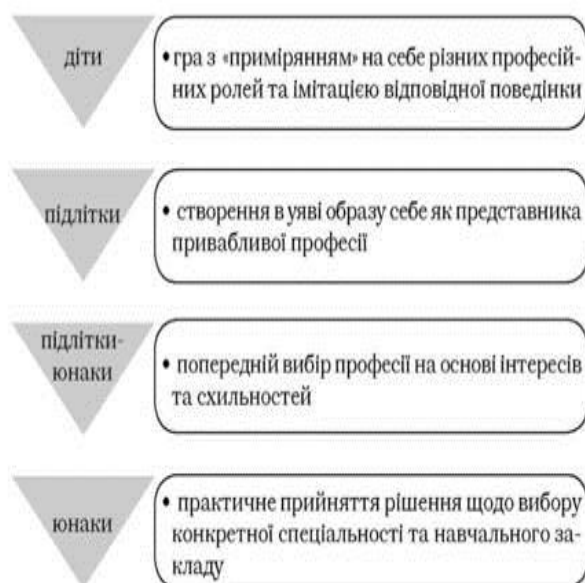 діти
• гра з «примірянням» на себе різних професій-
них ролей та імітацією відповідної поведінки
підлітки
• створення в уяві образу себе як представника
привабливої професії
підлітки-
юнаки
• попередній вибір професії на основі інтересів
та схильностей
юнаки
• практичне прийняття рішення щодо вибору
конкретної спеціальності та навчального за-
кладу